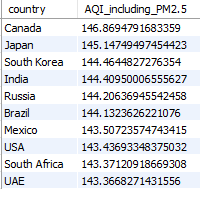 country AQI_including_PM2.5
Canada 146.8694791683359
Japan 145.14749497454423
South Korea 144.4644827276354
India 144.40950006555627
Russia 144.20636945542458
Brazil 144.1323626221076
Mexico 143.50723574743415
USA 143.43693348375032
South Africa 143.37120918669308
UAE 143.3668271431556